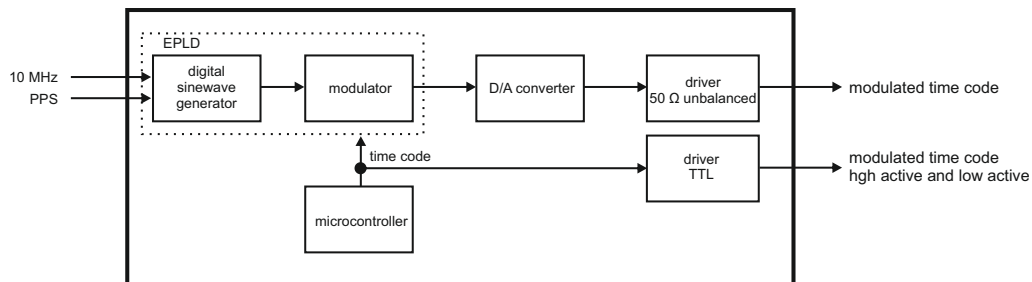 EPLD
10 MHz
PPS
digital
sinewave
generator
modulator
D/A converter
driver
50 Ω unbalanced
modulated time code
time code
driver
TTL
modulated time code
hgh active and low active
microcontroller